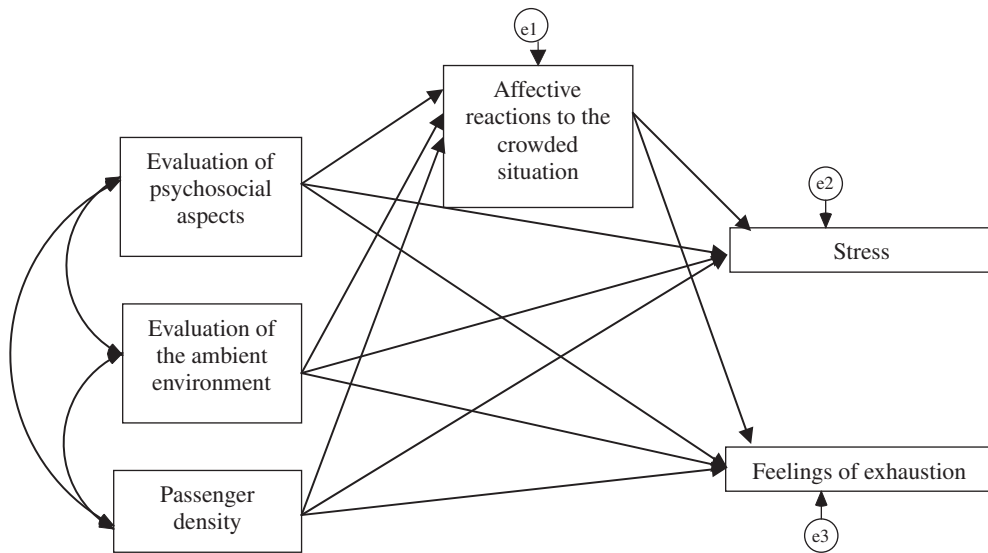 e1
Affective
reactions to the
crowded
situation
Evaluation of
psychosocial
aspects
e2
Stress
Evaluation of
the ambient
environment
Passenger
density
Feelings of exhaustion
e3